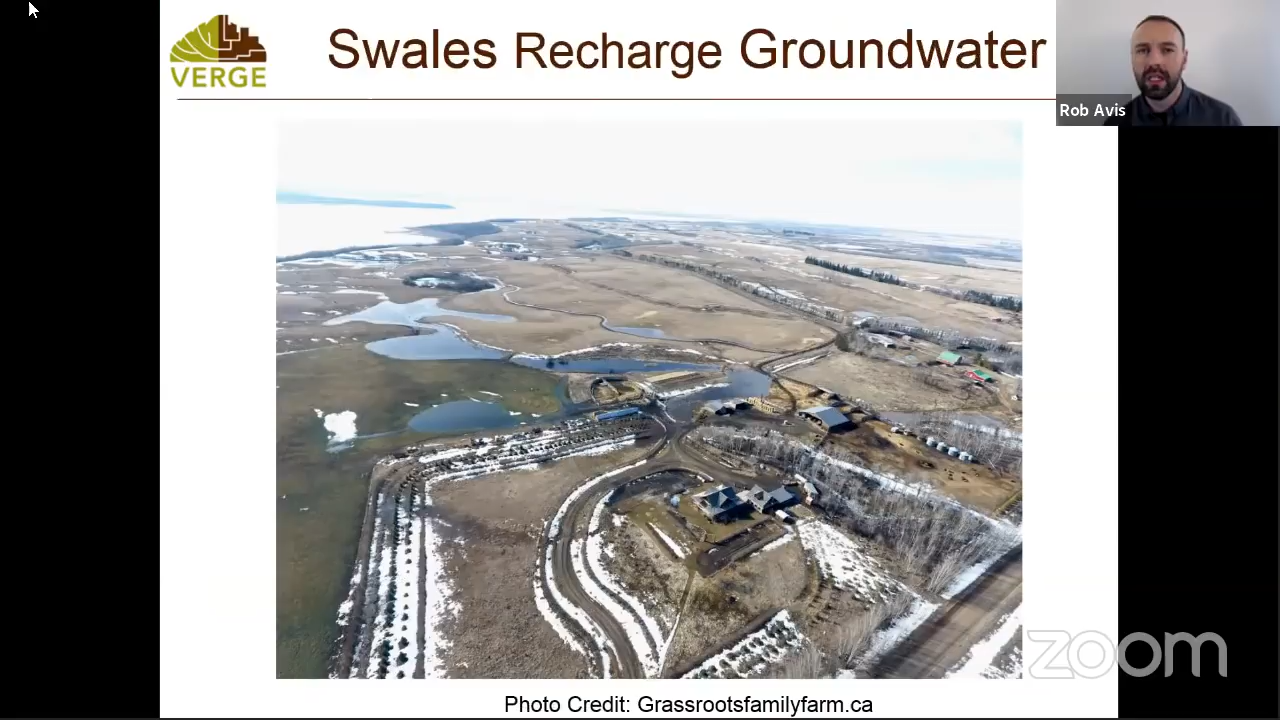 VERGE
Swales Recharge Groundwater
Rob Avis
zoom
Photo Credit: Grassrootsfamilyfarm.ca